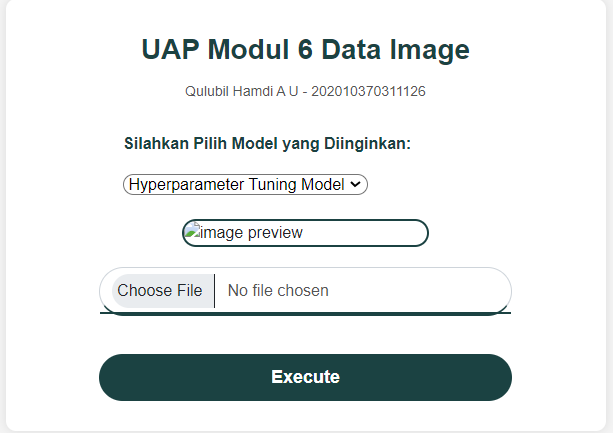 UAP Modul 6 Data Image
Qulubil Hamdi A U - 202010370311126
Silahkan Pilih Model yang Diinginkan:
Hyperparameter Tuning Model
image preview
Choose File No file chosen
Execute